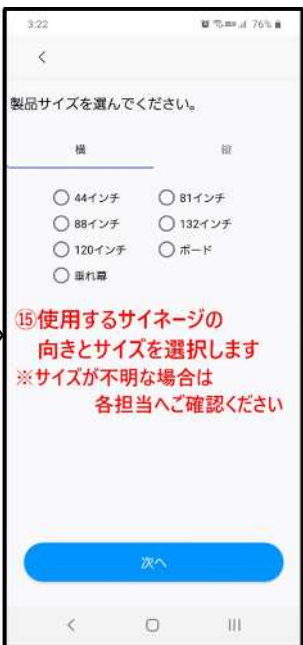 3:22
76%
製品サイズを選んでください。
横 縦
44インチ 81インチ
88インチ 132インチ
120インチ ボード
垂れ幕
⑮使用するサイネージの
向きとサイズを選択します
※サイズが不明な場合は
各担当へご確認ください
次へ